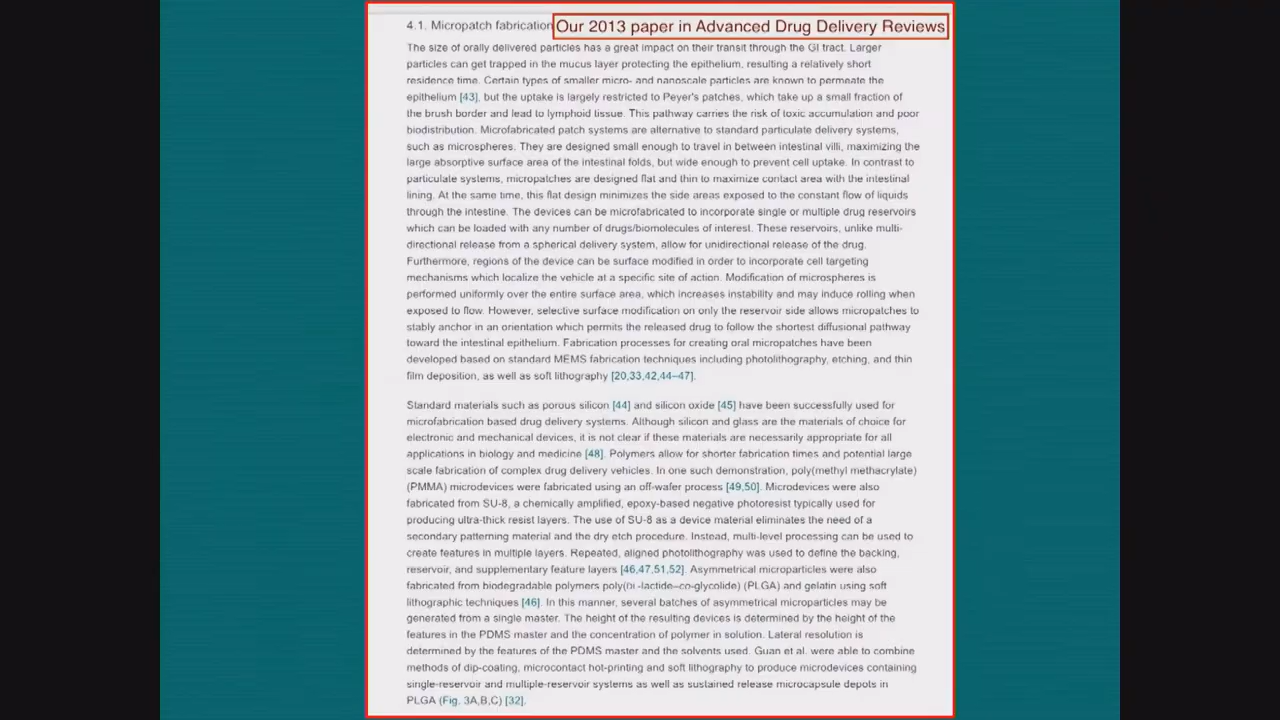 4.1. Micropatch fabrication
Our 2013 paper in Advanced Drug Delivery Reviews
The size of orally delivered particles has a great impact on their transit through the GI tract. Larger
particles can get trapped in the mucus layer protecting the epithelium, resulting a relatively short
residence time. Certain types of smaller micro- and nanoscale particles are known to permeate the
epithelium [43], but the uptake is largely restricted to Peyer's patches, which take up a small fraction of
the brush border and lead to lymphoid tissue. This pathway carries the risk of toxic accumulation and poor
biodistribution. Microfabricated patch systems are alternative to standard particulate delivery systems,
such as microspheres. They are designed small enough to travel in between intestinal villi, maximizing the
large absorptive surface area of the intestinal folds, but wide enough to prevent cell uptake. In contrast to
particulate systems, micropatches are designed flat and thin to maximize contact area with the intestinal
lining. At the same time, this flat design minimizes the side areas exposed to the constant flow of liquids
through the intestine. The devices can be microfabricated to incorporate single or multiple drug reservoirs
which can be loaded with any number of drugs/biomolecules of interest. These reservoirs, unlike multi-
directional release from a spherical delivery system, allow for unidirectional release of the drug.
Furthermore, regions of the device can be surface modified in order to incorporate cell targeting
mechanisms which localize the vehicle at a specific site of action. Modification of microspheres is
performed uniformly over the entire surface area, which increases instability and may induce rolling when
exposed to flow. However, selective surface modification on only the reservoir side allows micropatches to
stably anchor in an orientation which permits the released drug to follow the shortest diffusional pathway
toward the intestinal epithelium. Fabrication processes for creating oral micropatches have been
developed based on standard MEMS fabrication techniques including photolithography, etching, and thin
film deposition, as well as soft lithography [20,33,42,44–47].
Standard materials such as porous silicon [44] and silicon oxide [45] have been successfully used for
microfabrication based drug delivery systems. Although silicon and glass are the materials of choice for
electronic and mechanical devices, it is not clear if these materials are necessarily appropriate for all
applications in biology and medicine [48]. Polymers allow for shorter fabrication times and potential large
scale fabrication of complex drug delivery vehicles. In one such demonstration, poly(methyl methacrylate)
(PMMA) microdevices were fabricated using an off-wafer process [49,50]. Microdevices were also
fabricated from SU-8, a chemically amplified, epoxy-based negative photoresist typically used for
producing ultra-thick resist layers. The use of SU-8 as a device material eliminates the need of a
secondary patterning material and the dry etch procedure. Instead, multi-level processing can be used to
create features in multiple layers. Repeated, aligned photolithography was used to define the backing,
reservoir, and supplementary feature layers [46,47,51,52]. Asymmetrical microparticles were also
fabricated from biodegradable polymers poly(DL-lactide–co-glycolide) (PLGA) and gelatin using soft
lithographic techniques [46]. In this manner, several batches of asymmetrical microparticles may be
generated from a single master. The height of the resulting devices is determined by the height of the
features in the PDMS master and the concentration of polymer in solution. Lateral resolution is
determined by the features of the PDMS master and the solvents used. Guan et al. were able to combine
methods of dip-coating, microcontact hot-printing and soft lithography to produce microdevices containing
single-reservoir and multiple-reservoir systems as well as sustained release microcapsule depots in
PLGA (Fig. 3A,B,C) [32].